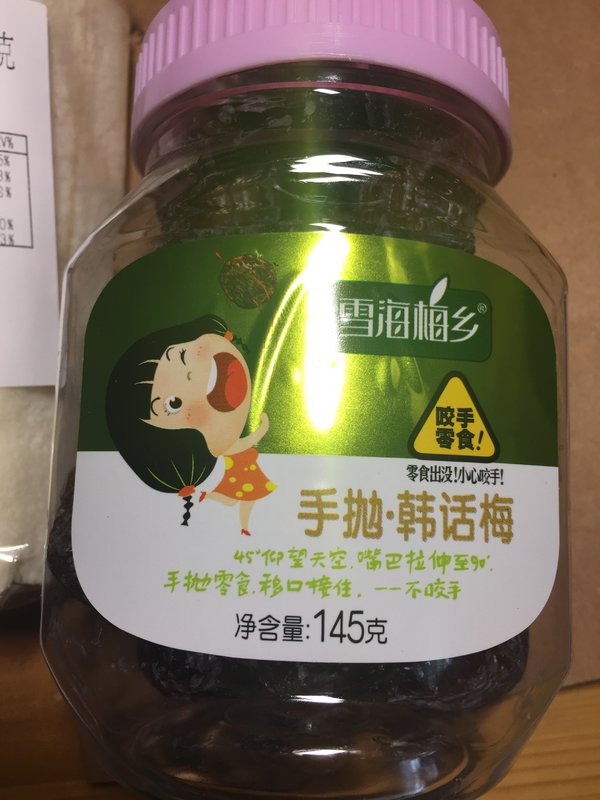 克
V%
雪海梅乡®
咬手
零食!
零食出没!小心咬手!
手抛·韩话梅
45°仰望天空,嘴巴拉伸至90°,
手抛零食,移口接住,——不咬手
净含量:145克